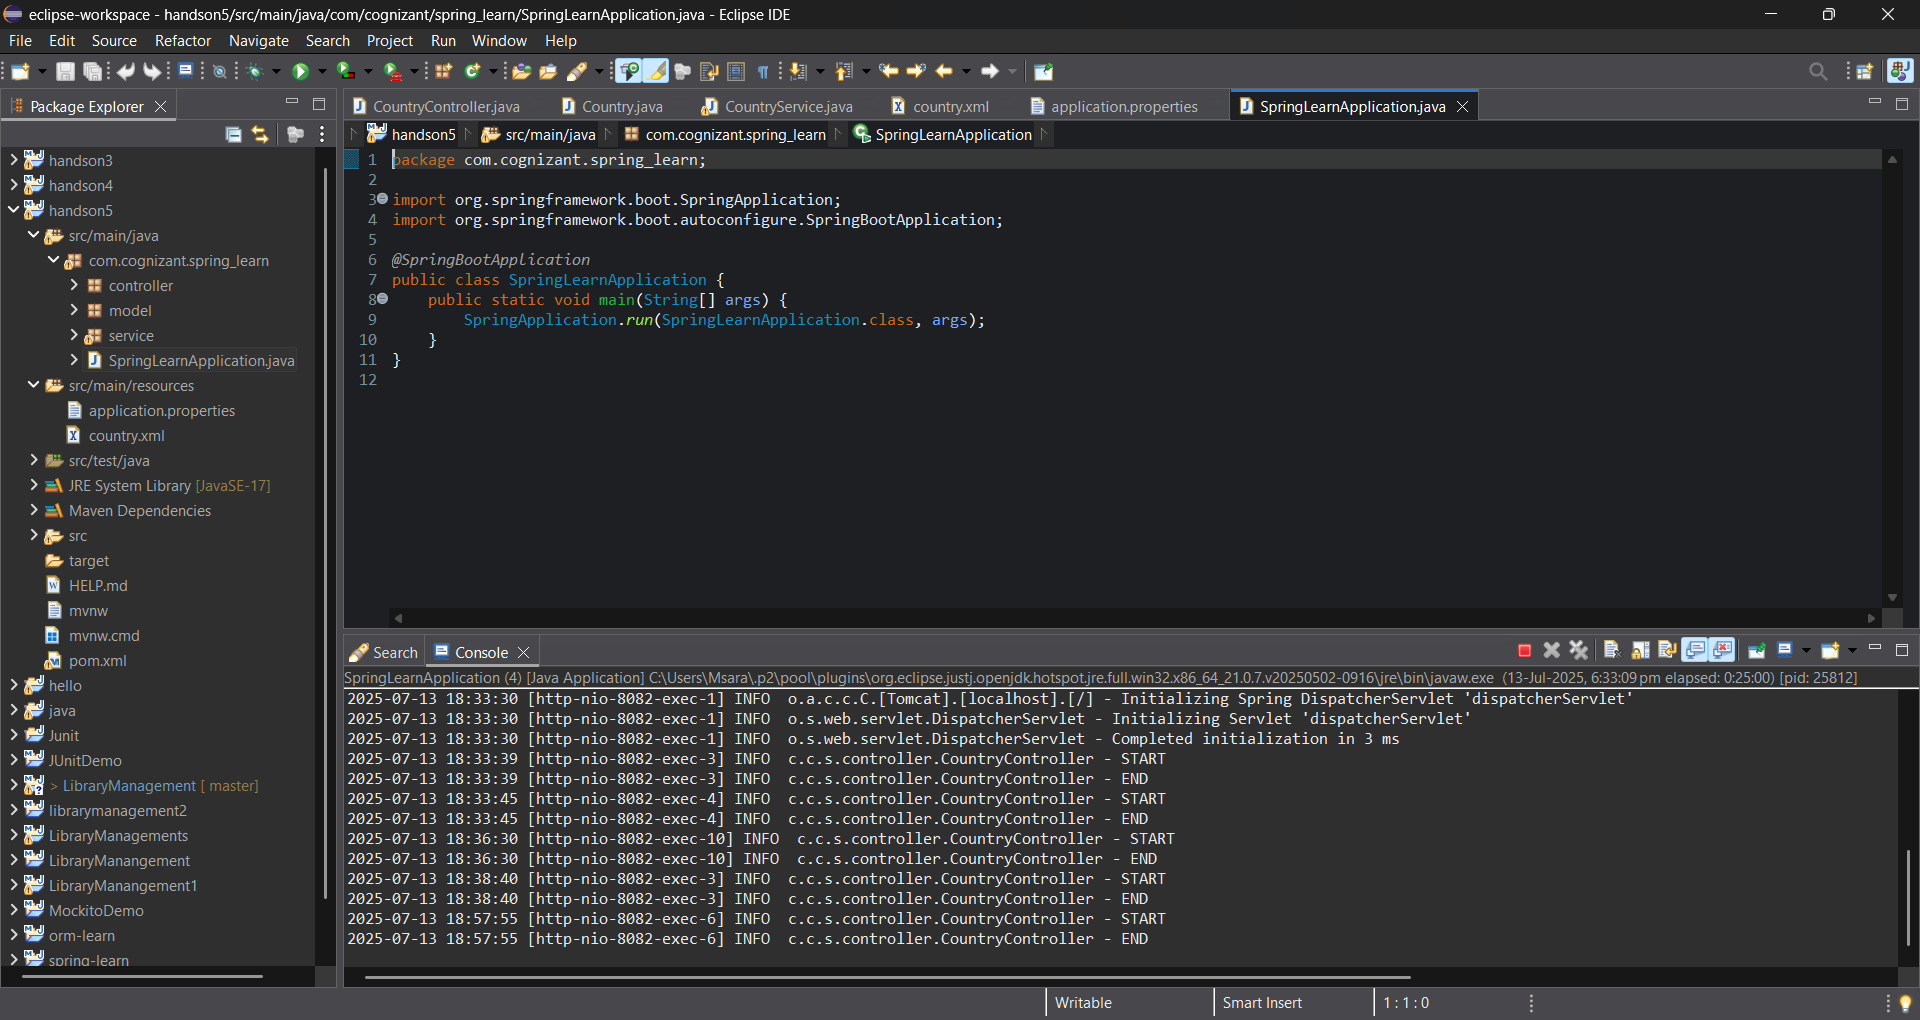 eclipse-workspace - handson5/src/main/java/com/cognizant/spring_learn/SpringLearnApplication.java - Eclipse IDE
File Edit Source Refactor Navigate Search Project Run Window Help
Package Explorer
handson3
handson4
handson5
src/main/java
com.cognizant.spring_learn
controller
model
service
SpringLearnApplication.java
src/main/resources
application.properties
country.xml
src/test/java
JRE System Library [JavaSE-17]
Maven Dependencies
src
target
HELP.md
mvnw
mvnw.cmd
pom.xml
hello
java
Junit
JUnitDemo
> LibraryManagement [ master]
librarymanagement2
LibraryManagements
LibraryManangement
LibraryManangement1
MockitoDemo
orm-learn
spring-learn
CountryController.java Country.java CountryService.java country.xml application.properties SpringLearnApplication.java
handson5 src/main/java com.cognizant.spring_learn SpringLearnApplication
1 package com.cognizant.spring_learn;
2
3 import org.springframework.boot.SpringApplication;
4 import org.springframework.boot.autoconfigure.SpringBootApplication;
5
6 @SpringBootApplication
7 public class SpringLearnApplication {
8 public static void main(String[] args) {
9 SpringApplication.run(SpringLearnApplication.class, args);
10 }
11 }
12
Search Console
SpringLearnApplication (4) [Java Application] C:\Users\Msara\.p2\pool\plugins\org.eclipse.justj.openjdk.hotspot.jre.full.win32.x86_64_21.0.7.v20250502-0916\jre\bin\javaw.exe (13-Jul-2025, 6:33:09 pm elapsed: 0:25:00) [pid: 25812]
2025-07-13 18:33:30 [http-nio-8082-exec-1] INFO  o.a.c.c.C.[Tomcat].[localhost].[/] - Initializing Spring DispatcherServlet 'dispatcherServlet'
2025-07-13 18:33:30 [http-nio-8082-exec-1] INFO  o.s.web.servlet.DispatcherServlet - Initializing Servlet 'dispatcherServlet'
2025-07-13 18:33:30 [http-nio-8082-exec-1] INFO  o.s.web.servlet.DispatcherServlet - Completed initialization in 3 ms
2025-07-13 18:33:39 [http-nio-8082-exec-3] INFO  c.c.s.controller.CountryController - START
2025-07-13 18:33:39 [http-nio-8082-exec-3] INFO  c.c.s.controller.CountryController - END
2025-07-13 18:33:45 [http-nio-8082-exec-4] INFO  c.c.s.controller.CountryController - START
2025-07-13 18:33:45 [http-nio-8082-exec-4] INFO  c.c.s.controller.CountryController - END
2025-07-13 18:36:30 [http-nio-8082-exec-10] INFO  c.c.s.controller.CountryController - START
2025-07-13 18:36:30 [http-nio-8082-exec-10] INFO  c.c.s.controller.CountryController - END
2025-07-13 18:38:40 [http-nio-8082-exec-3] INFO  c.c.s.controller.CountryController - START
2025-07-13 18:38:40 [http-nio-8082-exec-3] INFO  c.c.s.controller.CountryController - END
2025-07-13 18:57:55 [http-nio-8082-exec-6] INFO  c.c.s.controller.CountryController - START
2025-07-13 18:57:55 [http-nio-8082-exec-6] INFO  c.c.s.controller.CountryController - END
Writable Smart Insert 1 : 1 : 0